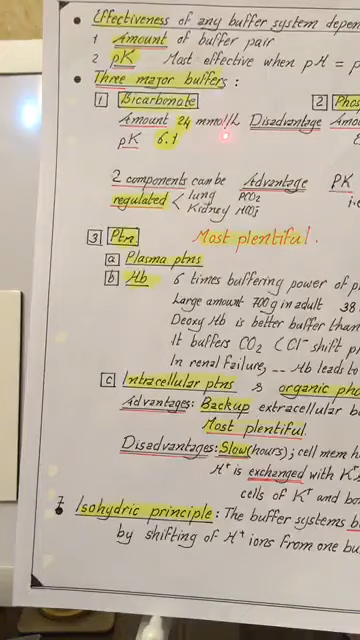 • Effectiveness of any buffer system depen
1 Amount of buffer pair
2 pK Most effective when pH = p
• Three major buffers :
1 Bicarbonate 2 Phos
Amount 24 mmol/L Disadvantage Amo
pK 6.1
2 components can be Advantage PK
regulated < lung PCO2 i.e
Kidney HCO3
3 Ptn Most plentiful.
a Plasma ptns
b Hb 6 times buffering power of p
Large amount 700 g in adult 38
Deoxy Hb is better buffer than
It buffers CO2 (Cl⁻ shift p
In renal failure, __ Hb leads to
c Intracellular ptns & organic pho
Advantages: Backup extracellular b
Most plentiful
Disadvantages: Slow (hours); cell mem h
H⁺ is exchanged with K⁺
cells of K⁺ and bo
7 • Isohydric principle : The buffer systems b
by shifting of H⁺ ions from one bu